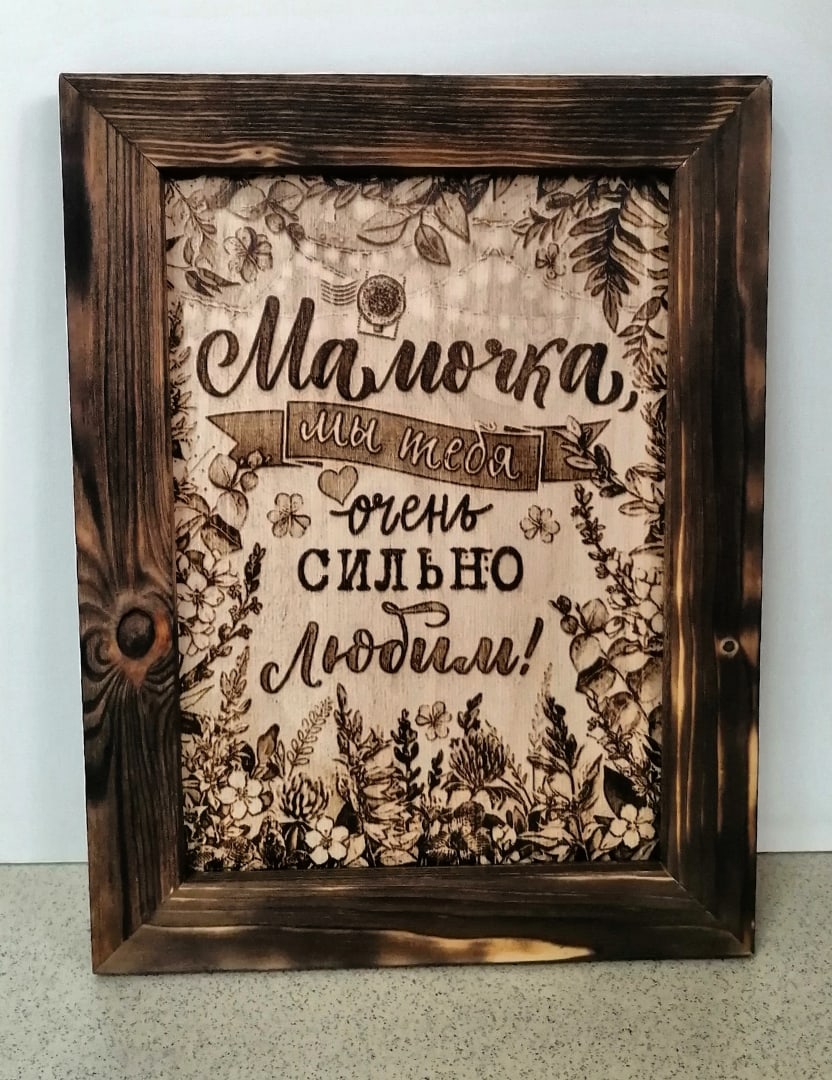 Мамочка,
мы тебя
очень
сильно
любим!